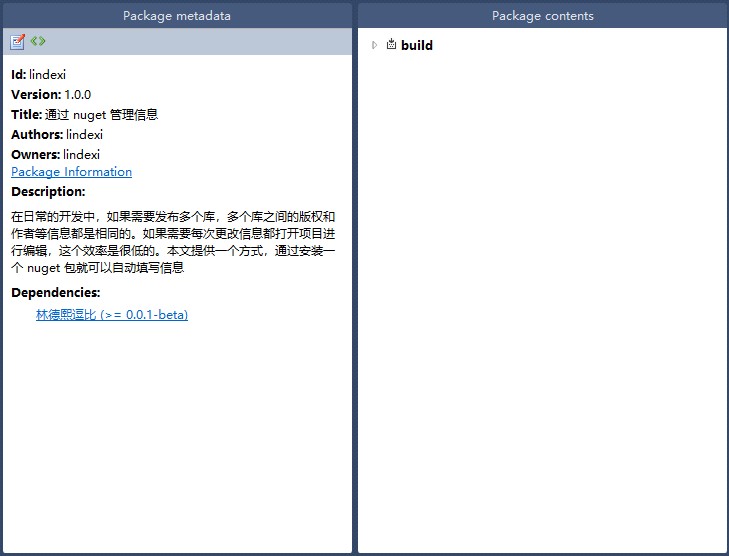 Package metadata
Id: lindexi
Version: 1.0.0
Title: 通过 nuget 管理信息
Authors: lindexi
Owners: lindexi
Package Information
Description:
在日常的开发中，如果需要发布多个库，多个库之间的版权和
作者等信息都是相同的。如果需要每次更改信息都打开项目进
行编辑，这个效率是很低的。本文提供一个方式，通过安装一
个 nuget 包就可以自动填写信息
Dependencies:
林德熙逗比 (>= 0.0.1-beta)
Package contents
build